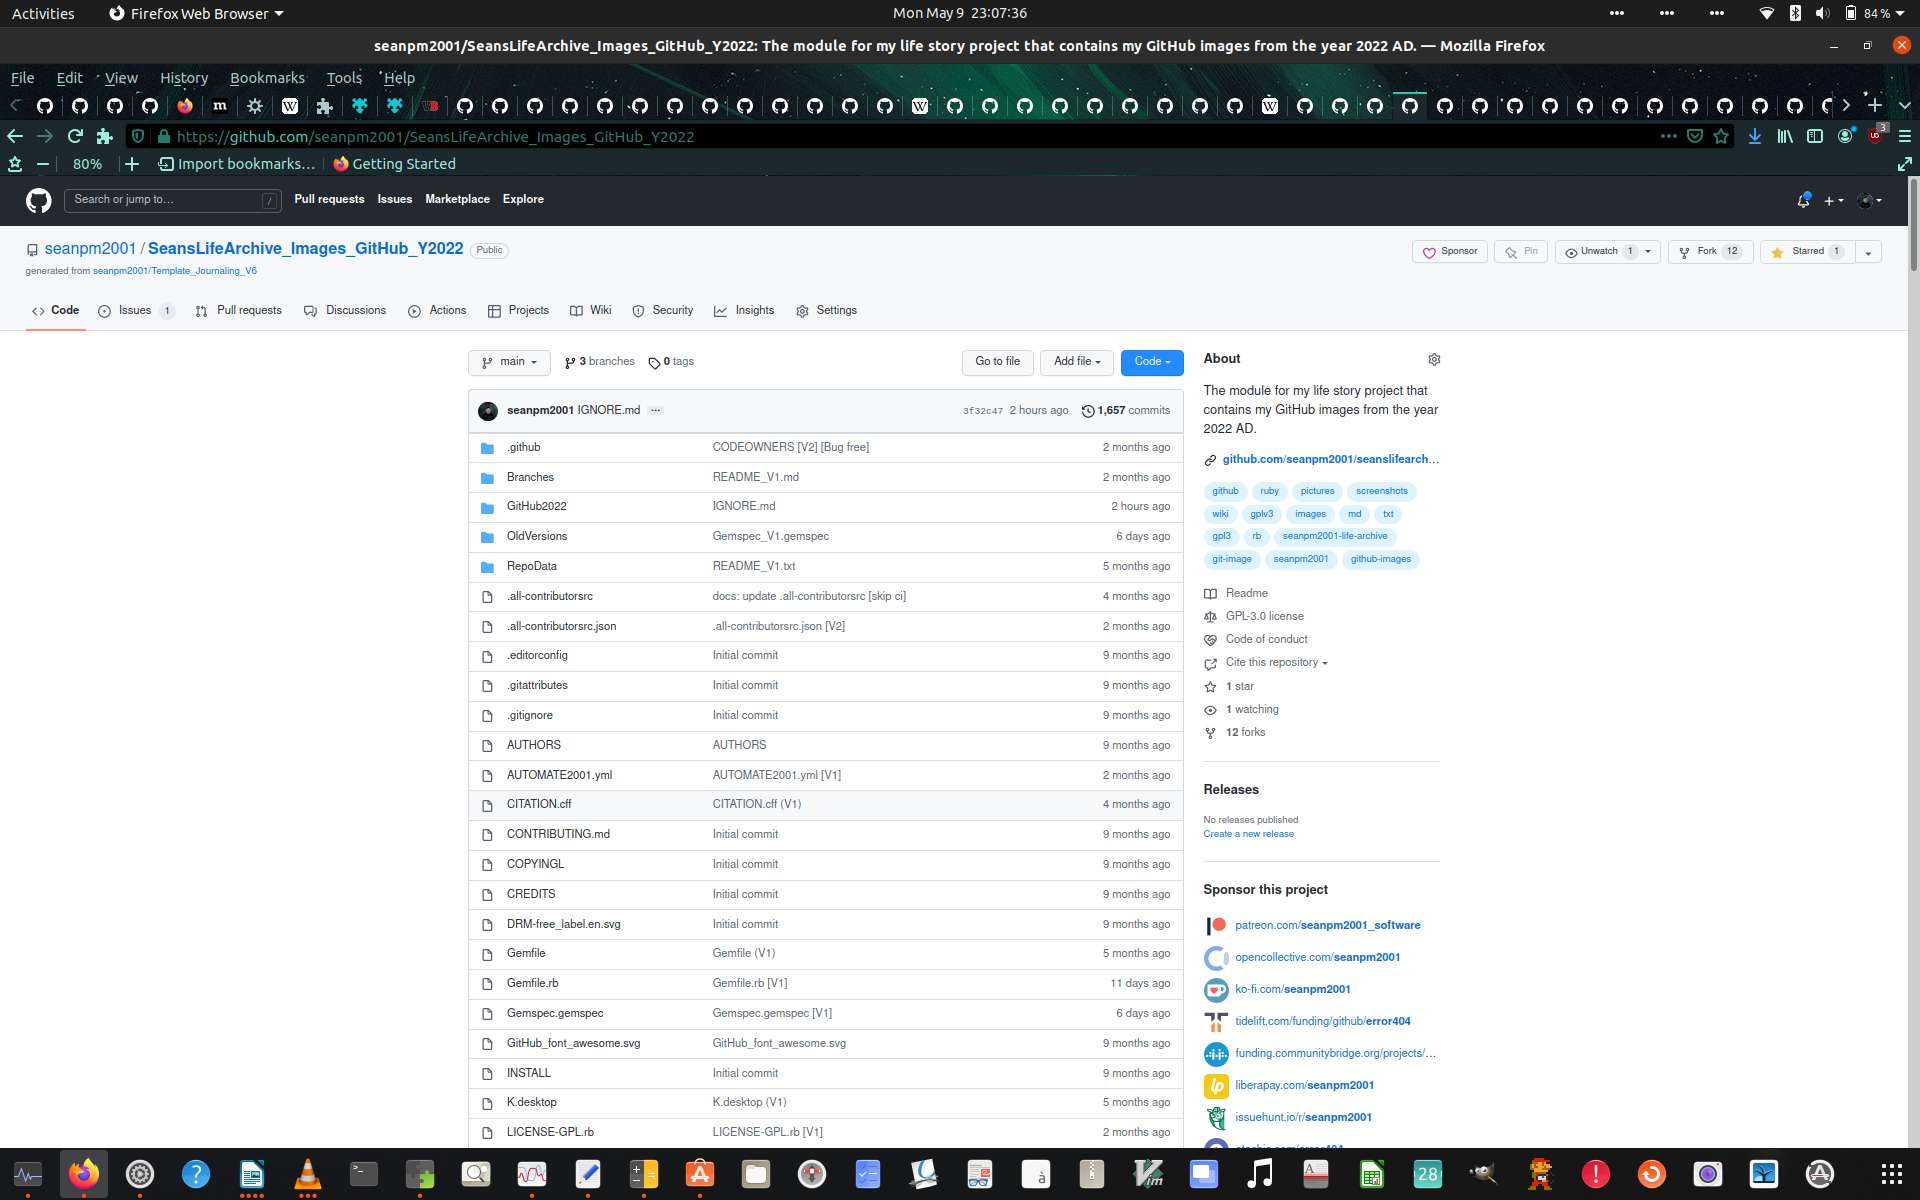 Activities Firefox Web Browser Mon May 9 23:07:36 84 %
seanpm2001/SeansLifeArchive_Images_GitHub_Y2022: The module for my life story project that contains my GitHub images from the year 2022 AD. — Mozilla Firefox
File Edit View History Bookmarks Tools Help
https://github.com/seanpm2001/SeansLifeArchive_Images_GitHub_Y2022 3
80% Import bookmarks... Getting Started
Search or jump to... / Pull requests Issues Marketplace Explore
seanpm2001 / SeansLifeArchive_Images_GitHub_Y2022 Public Sponsor Pin Unwatch 1 Fork 12 Starred 1
generated from seanpm2001/Template_Journaling_V6
Code Issues 1 Pull requests Discussions Actions Projects Wiki Security Insights Settings
main 3 branches 0 tags Go to file Add file Code
seanpm2001 IGNORE.md ... 3f32c47 2 hours ago 1,657 commits
.github CODEOWNERS [V2] [Bug free] 2 months ago
Branches README_V1.md 2 months ago
GitHub2022 IGNORE.md 2 hours ago
OldVersions Gemspec_V1.gemspec 6 days ago
RepoData README_V1.txt 5 months ago
.all-contributorsrc docs: update .all-contributorsrc [skip ci] 4 months ago
.all-contributorsrc.json .all-contributorsrc.json [V2] 2 months ago
.editorconfig Initial commit 9 months ago
.gitattributes Initial commit 9 months ago
.gitignore Initial commit 9 months ago
AUTHORS AUTHORS 9 months ago
AUTOMATE2001.yml AUTOMATE2001.yml [V1] 2 months ago
CITATION.cff CITATION.cff (V1) 4 months ago
CONTRIBUTING.md Initial commit 9 months ago
COPYINGL Initial commit 9 months ago
CREDITS Initial commit 9 months ago
DRM-free_label.en.svg Initial commit 9 months ago
Gemfile Gemfile (V1) 5 months ago
Gemfile.rb Gemfile.rb [V1] 11 days ago
Gemspec.gemspec Gemspec.gemspec [V1] 6 days ago
GitHub_font_awesome.svg GitHub_font_awesome.svg 9 months ago
INSTALL Initial commit 9 months ago
K.desktop K.desktop (V1) 5 months ago
LICENSE-GPL.rb LICENSE-GPL.rb [V1] 2 months ago
About
The module for my life story project that
contains my GitHub images from the year
2022 AD.
github.com/seanpm2001/seanslifearch...
github ruby pictures screenshots
wiki gplv3 images md txt
gpl3 rb seanpm2001-life-archive
git-image seanpm2001 github-images
Readme
GPL-3.0 license
Code of conduct
Cite this repository
1 star
1 watching
12 forks
Releases
No releases published
Create a new release
Sponsor this project
patreon.com/seanpm2001_software
opencollective.com/seanpm2001
ko-fi.com/seanpm2001
tidelift.com/funding/github/error404
funding.communitybridge.org/projects/...
liberapay.com/seanpm2001
issuehunt.io/r/seanpm2001
28